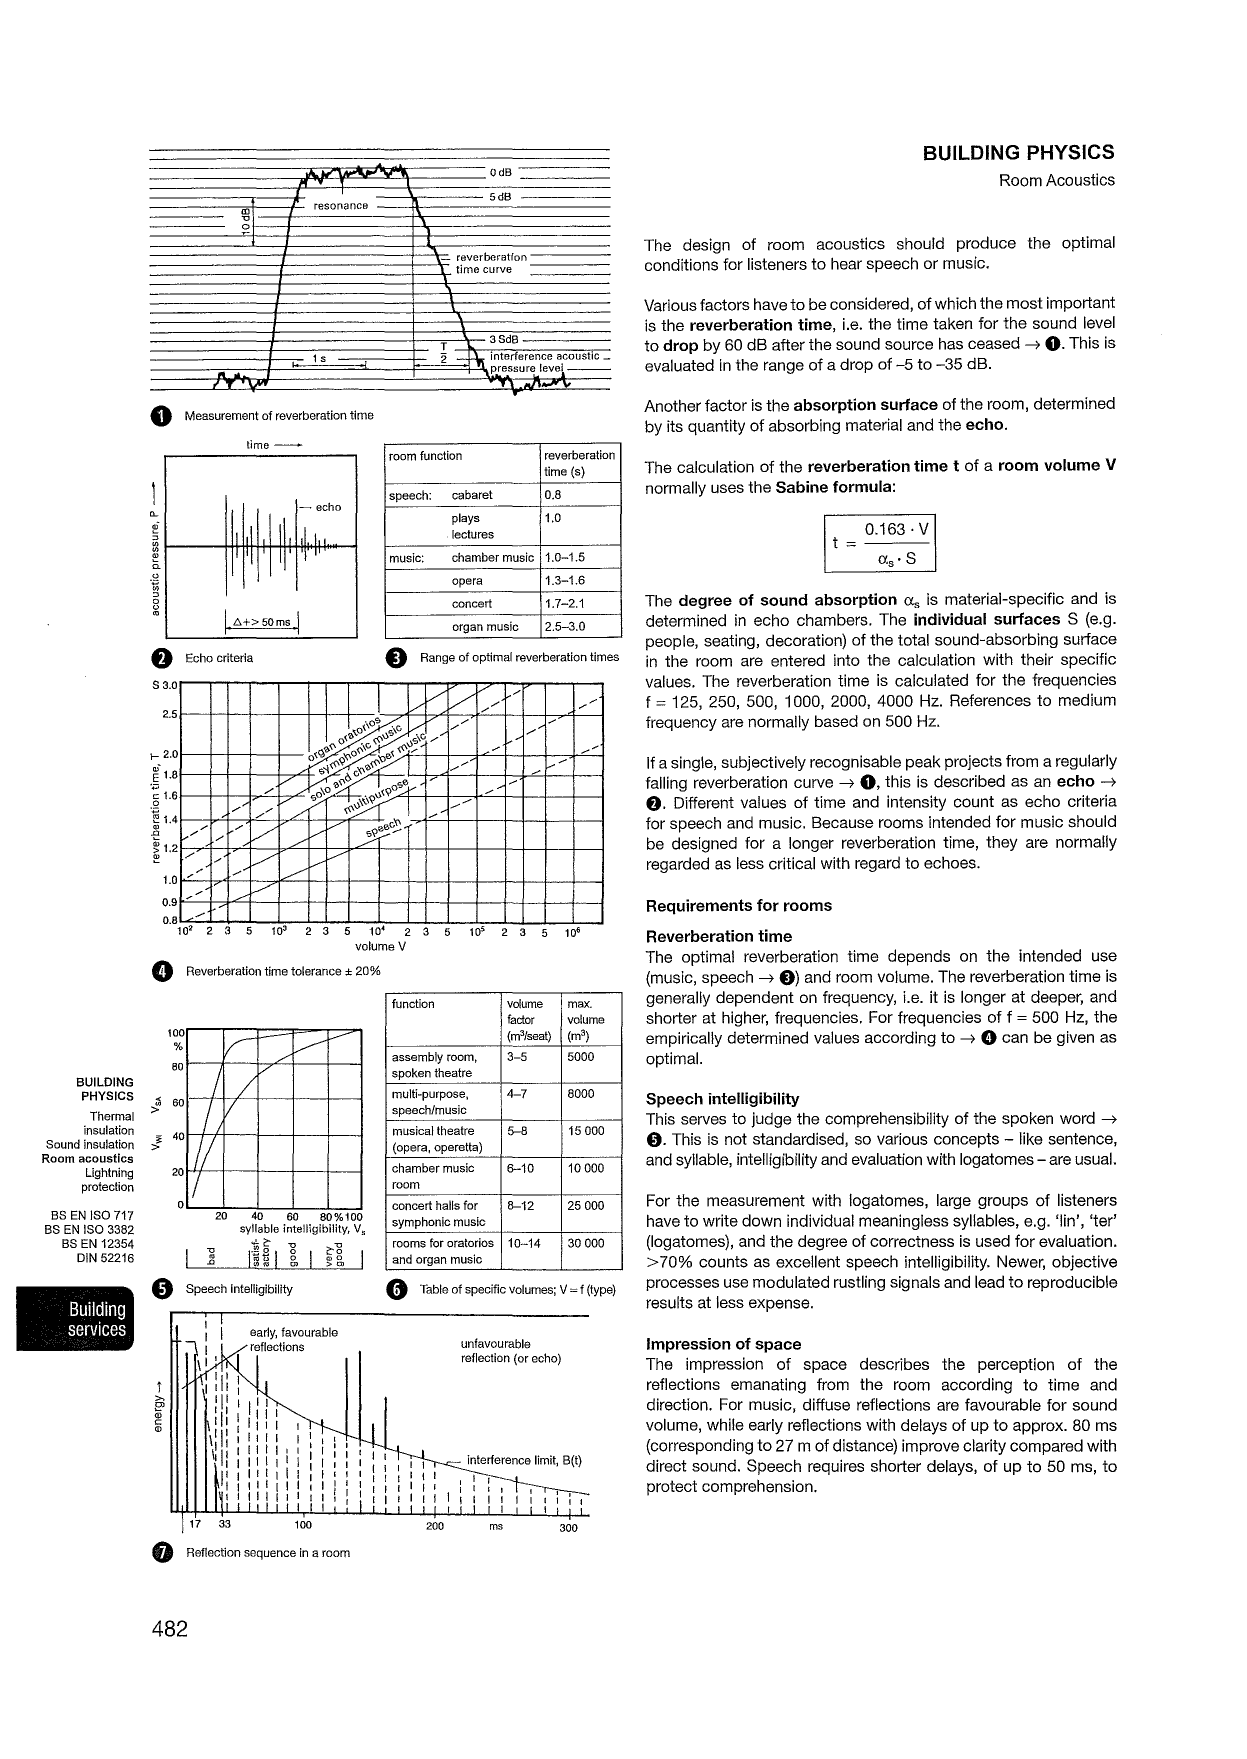 BUILDING PHYSICS
Room Acoustics
0 dB
5 dB
resonance
10 dB
reverberation
time curve
3 5dB
1 s
T
2
interference acoustic
pressure level
1 Measurement of reverberation time
time
acoustic pressure, P
echo
Δ+> 50 ms
2 Echo criteria
room function reverberation
time (s)
speech: cabaret 0.8
plays 1.0
lectures
music: chamber music 1.0–1.5
opera 1.3–1.6
concert 1.7–2.1
organ music 2.5–3.0
3 Range of optimal reverberation times
S 3.0
2.5
2.0
1.8
1.6
1.4
1.2
1.0
0.9
0.8
reverberation time T
organ oratorios
symphonic music
solo and chamber music
multipurpose
speech
10² 2 3 5 10³ 2 3 5 10⁴ 2 3 5 10⁵ 2 3 5 10⁶
volume V
4 Reverberation time tolerance ± 20%
100
%
80
60
40
20
0
VWI VSA
20 40 60 80 % 100
syllable intelligibility, Vs
bad
satisf-
actory
good
very
good
5 Speech intelligibility
function volume max.
factor volume
(m³/seat) (m³)
assembly room, 3–5 5000
spoken theatre
multi-purpose, 4–7 8000
speech/music
musical theatre 5–8 15 000
(opera, operetta)
chamber music 6–10 10 000
room
concert halls for 8–12 25 000
symphonic music
rooms for oratorios 10–14 30 000
and organ music
6 Table of specific volumes; V = f (type)
early, favourable
reflections
unfavourable
reflection (or echo)
energy
interference limit, B(t)
17 33 100 200 ms 300
7 Reflection sequence in a room
BUILDING
PHYSICS
Thermal
insulation
Sound insulation
Room acoustics
Lightning
protection
BS EN ISO 717
BS EN ISO 3382
BS EN 12354
DIN 52216
Building
services
The design of room acoustics should produce the optimal
conditions for listeners to hear speech or music.
Various factors have to be considered, of which the most important
is the reverberation time, i.e. the time taken for the sound level
to drop by 60 dB after the sound source has ceased → 1. This is
evaluated in the range of a drop of –5 to –35 dB.
Another factor is the absorption surface of the room, determined
by its quantity of absorbing material and the echo.
The calculation of the reverberation time t of a room volume V
normally uses the Sabine formula:
t = 0.163 · V
αs · S
The degree of sound absorption αs is material-specific and is
determined in echo chambers. The individual surfaces S (e.g.
people, seating, decoration) of the total sound-absorbing surface
in the room are entered into the calculation with their specific
values. The reverberation time is calculated for the frequencies
f = 125, 250, 500, 1000, 2000, 4000 Hz. References to medium
frequency are normally based on 500 Hz.
If a single, subjectively recognisable peak projects from a regularly
falling reverberation curve → 1, this is described as an echo →
2. Different values of time and intensity count as echo criteria
for speech and music. Because rooms intended for music should
be designed for a longer reverberation time, they are normally
regarded as less critical with regard to echoes.
Requirements for rooms
Reverberation time
The optimal reverberation time depends on the intended use
(music, speech → 3) and room volume. The reverberation time is
generally dependent on frequency, i.e. it is longer at deeper, and
shorter at higher, frequencies. For frequencies of f = 500 Hz, the
empirically determined values according to → 4 can be given as
optimal.
Speech intelligibility
This serves to judge the comprehensibility of the spoken word →
5. This is not standardised, so various concepts – like sentence,
and syllable, intelligibility and evaluation with logatomes – are usual.
For the measurement with logatomes, large groups of listeners
have to write down individual meaningless syllables, e.g. 'lin', 'ter'
(logatomes), and the degree of correctness is used for evaluation.
>70% counts as excellent speech intelligibility. Newer, objective
processes use modulated rustling signals and lead to reproducible
results at less expense.
Impression of space
The impression of space describes the perception of the
reflections emanating from the room according to time and
direction. For music, diffuse reflections are favourable for sound
volume, while early reflections with delays of up to approx. 80 ms
(corresponding to 27 m of distance) improve clarity compared with
direct sound. Speech requires shorter delays, of up to 50 ms, to
protect comprehension.
482